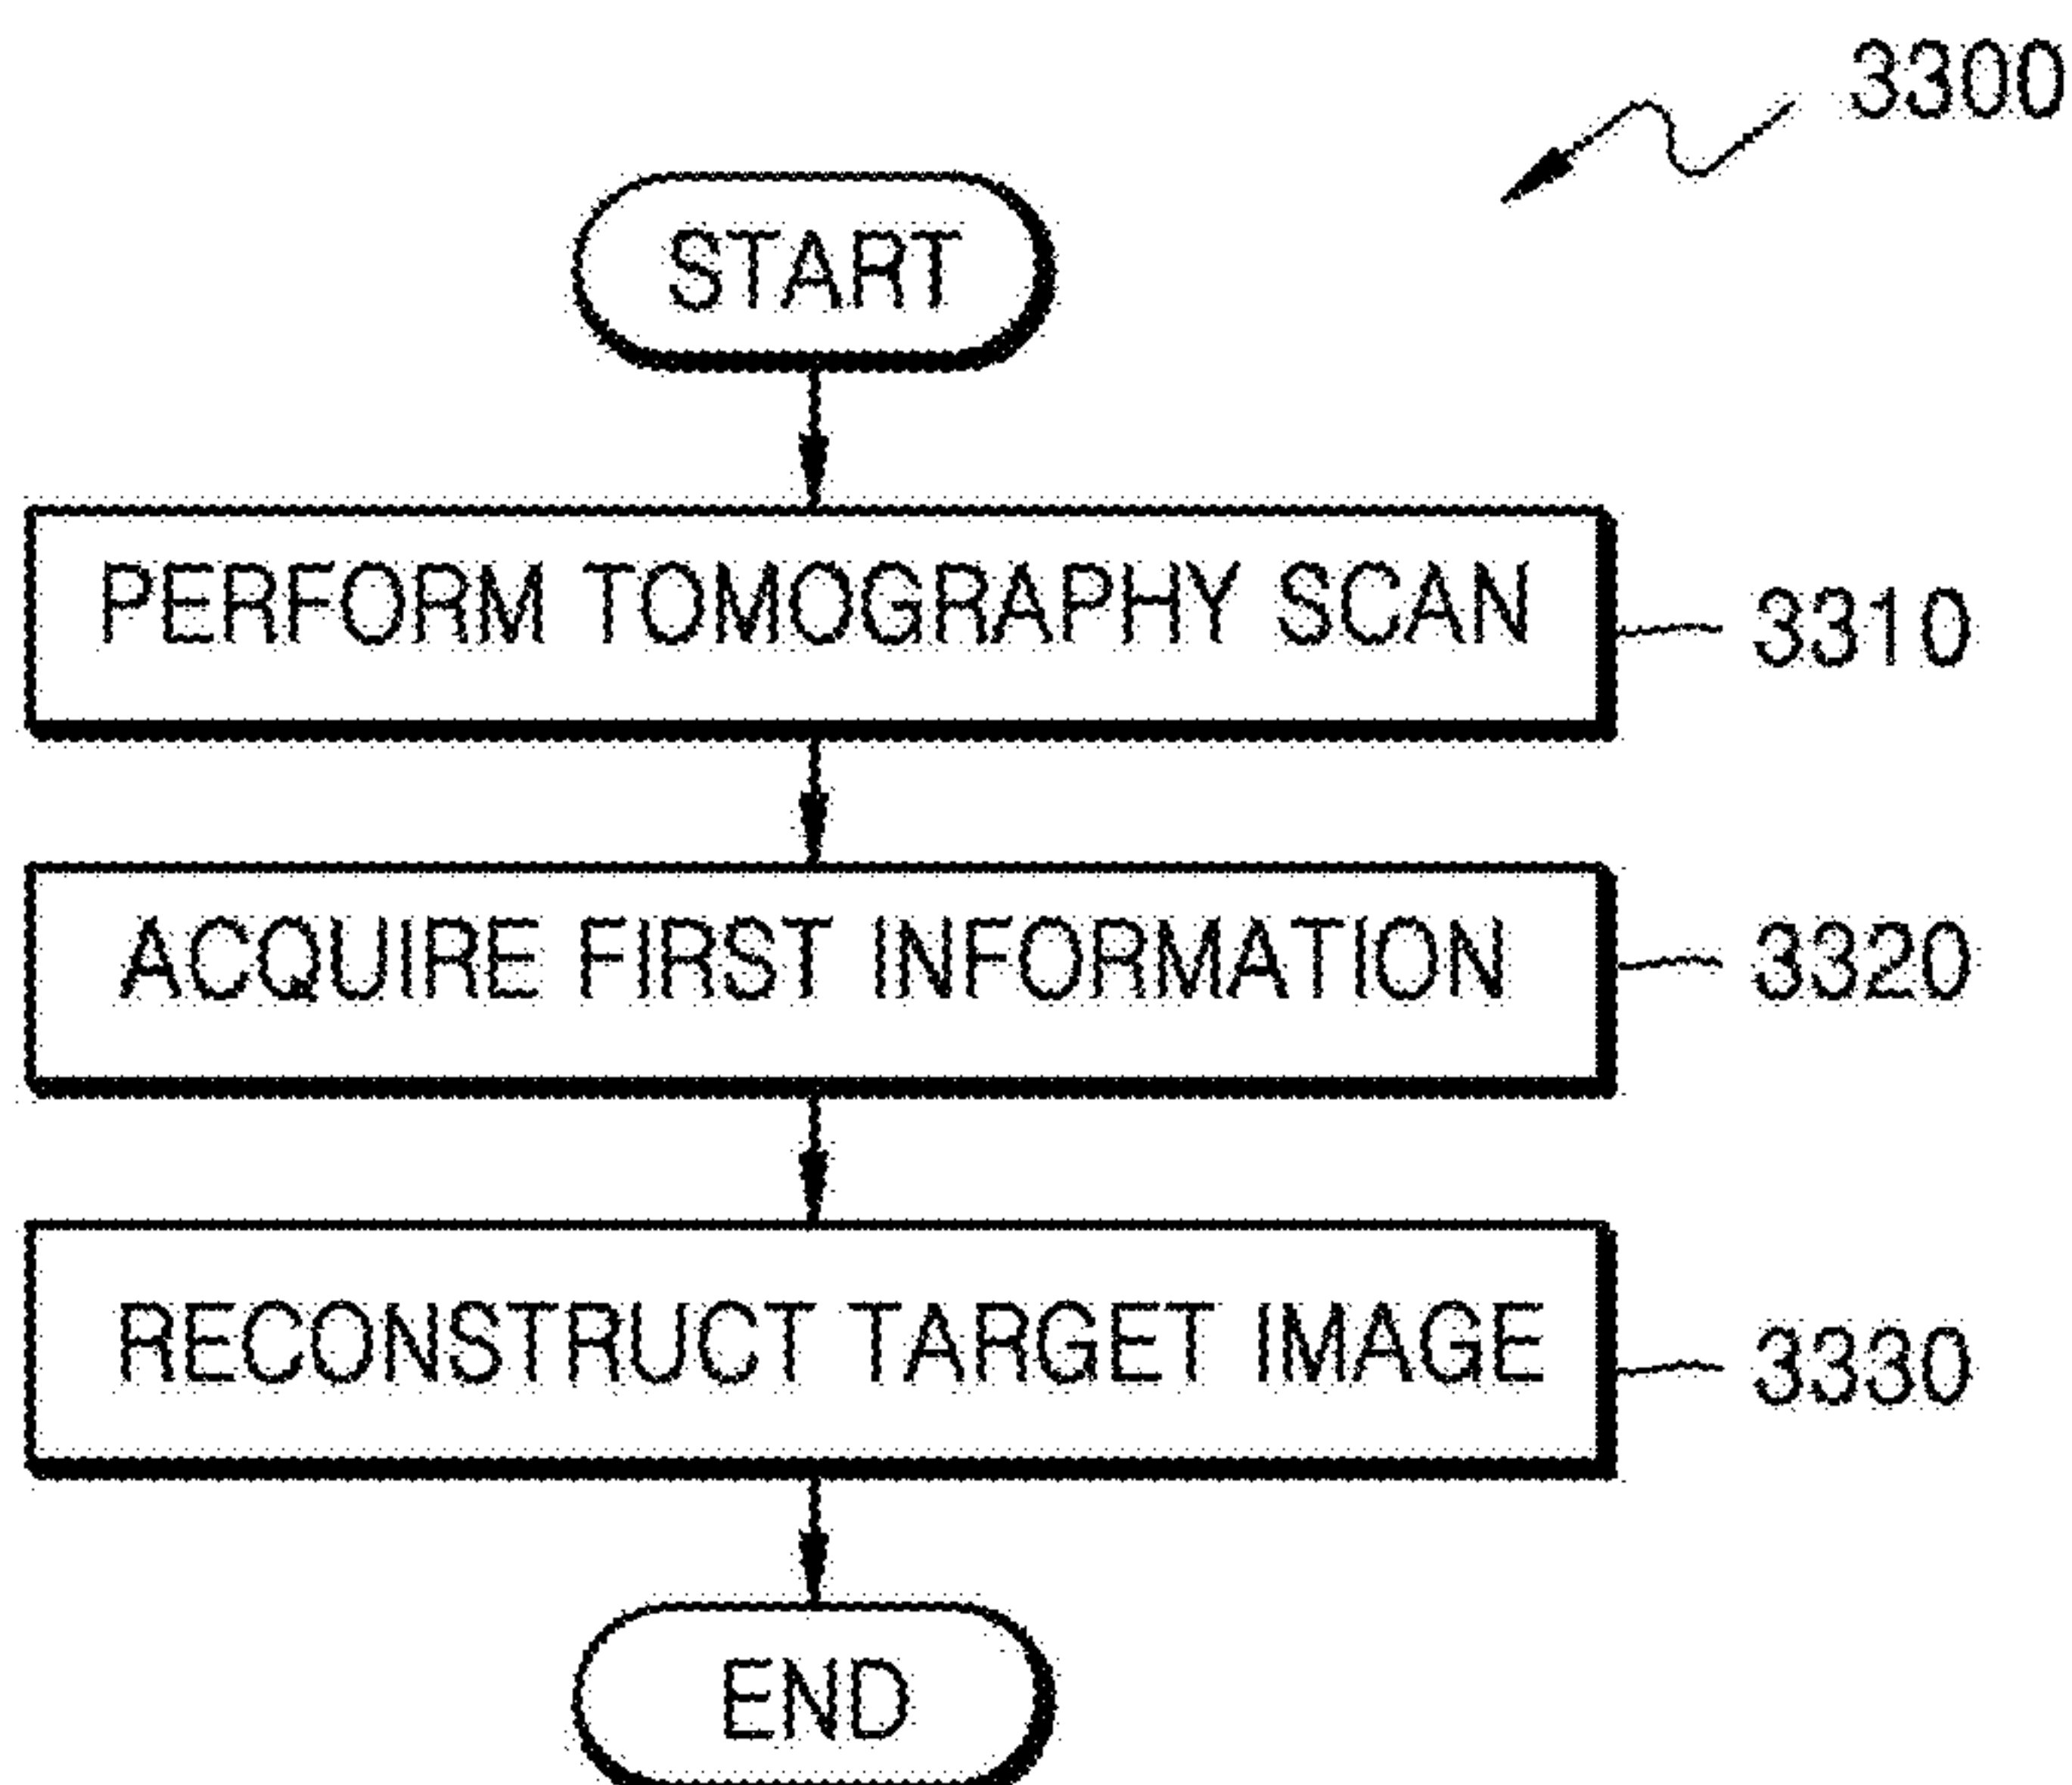 3300
START
PERFORM TOMOGRAPHY SCAN
3310
ACQUIRE FIRST INFORMATION
3320
RECONSTRUCT TARGET IMAGE
3330
END